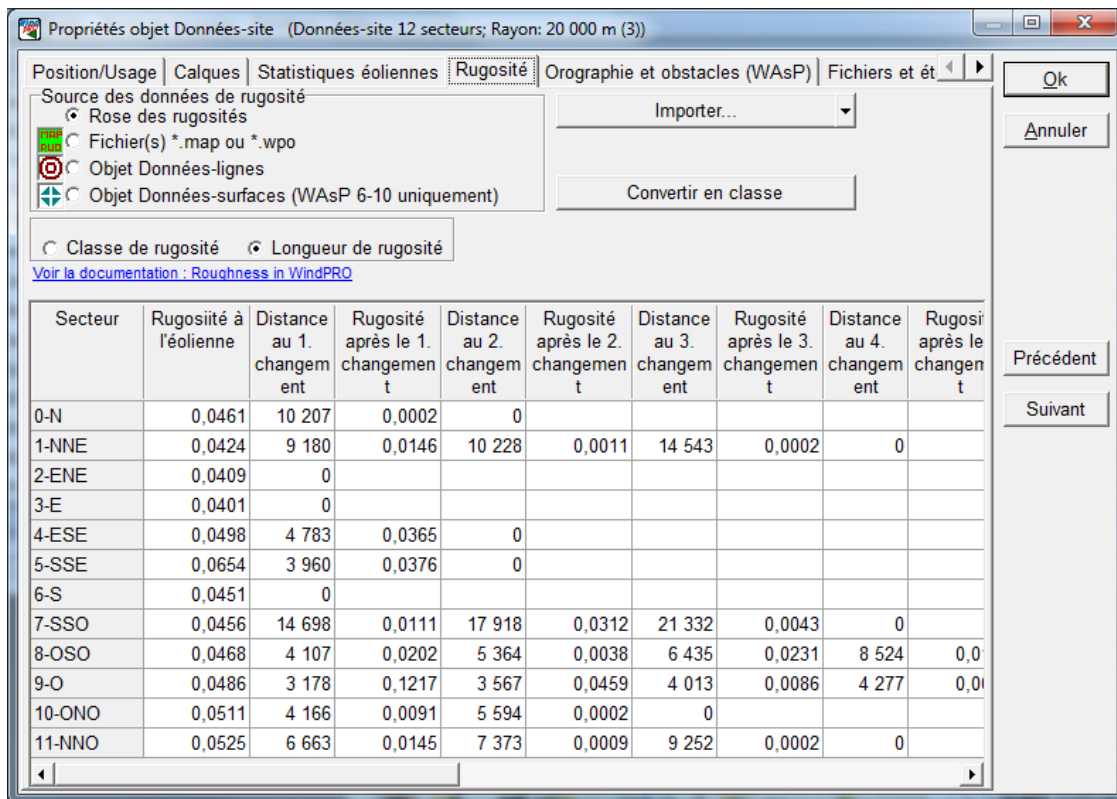 Propriétés objet Données-site (Données-site 12 secteurs; Rayon: 20 000 m (3))
Position/Usage Calques Statistiques éoliennes Rugosité Orographie et obstacles (WAsP) Fichiers et ét
Ok
Annuler
Précédent
Suivant
Source des données de rugosité
Rose des rugosités
Fichier(s) *.map ou *.wpo
Objet Données-lignes
Objet Données-surfaces (WAsP 6-10 uniquement)
Importer...
Convertir en classe
Classe de rugosité Longueur de rugosité
Voir la documentation : Roughness in WindPRO
Secteur Rugosiité à Distance Rugosité Distance Rugosité Distance Rugosité Distance Rugosit
l'éolienne au 1. après le 1. au 2. après le 2. au 3. après le 3. au 4. après le
changem changemen changem changemen changem changemen changem changem
ent t ent t ent t ent t
0-N 0,0461 10 207 0,0002 0
1-NNE 0,0424 9 180 0,0146 10 228 0,0011 14 543 0,0002 0
2-ENE 0,0409 0
3-E 0,0401 0
4-ESE 0,0498 4 783 0,0365 0
5-SSE 0,0654 3 960 0,0376 0
6-S 0,0451 0
7-SSO 0,0456 14 698 0,0111 17 918 0,0312 21 332 0,0043 0
8-OSO 0,0468 4 107 0,0202 5 364 0,0038 6 435 0,0231 8 524 0,0
9-O 0,0486 3 178 0,1217 3 567 0,0459 4 013 0,0086 4 277 0,0
10-ONO 0,0511 4 166 0,0091 5 594 0,0002 0
11-NNO 0,0525 6 663 0,0145 7 373 0,0009 9 252 0,0002 0